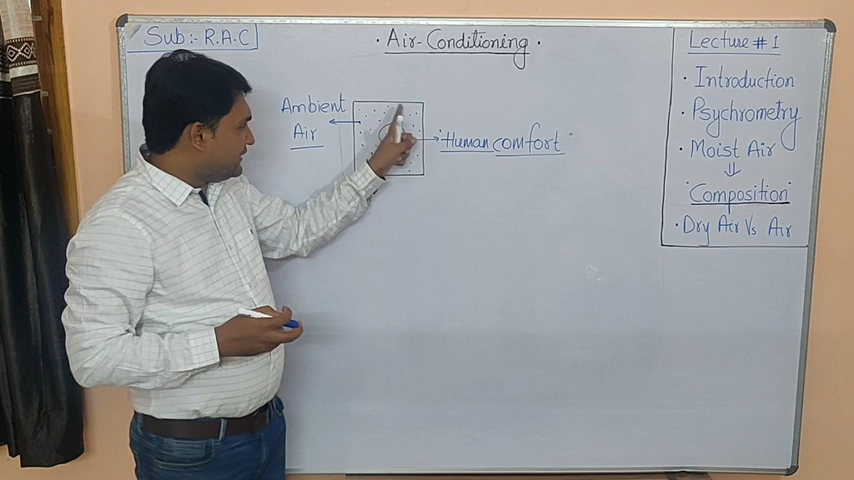 Sub:- R.A.C
· Air-Conditioning ·
Ambient
Air
"Human comfort"
Lecture # 1
· Introduction
· Psychrometry
· Moist Air
⇓
"Composition"
· Dry Air Vs Air